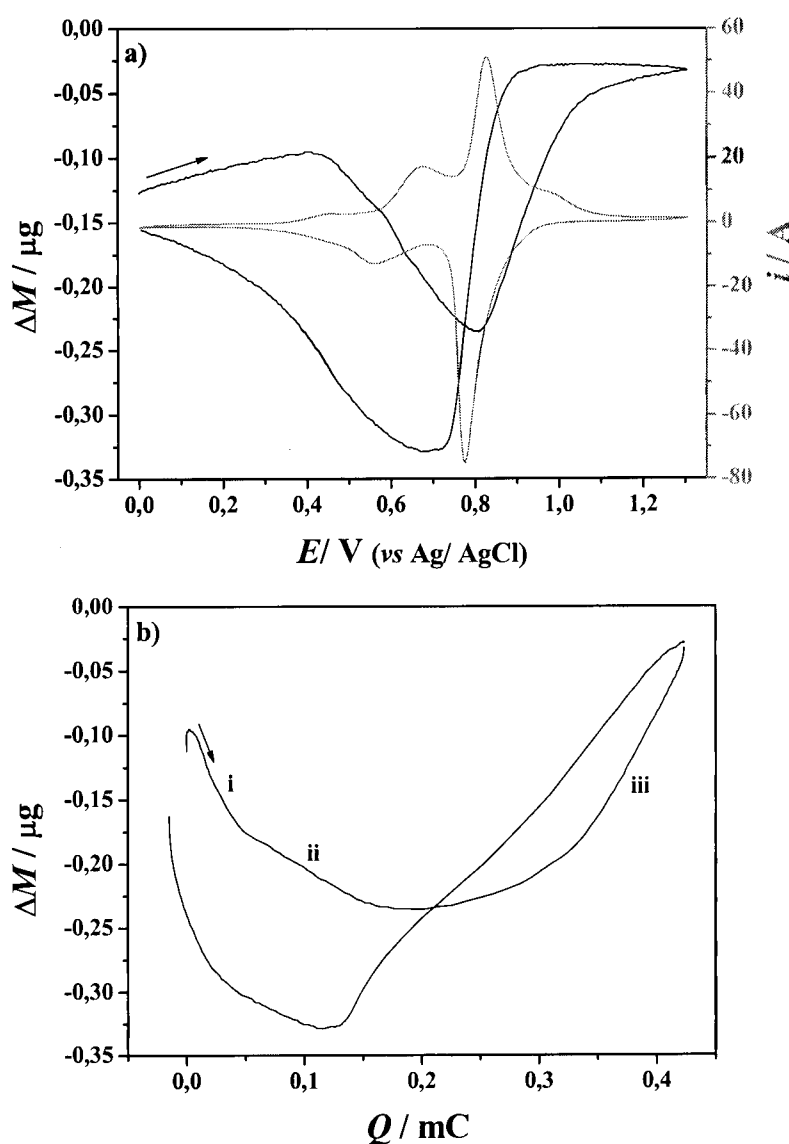 a)
0,00
-0,05
-0,10
-0,15
-0,20
-0,25
-0,30
-0,35
ΔM / μg
60
40
20
0
-20
-40
-60
-80
i / A
0,0 0,2 0,4 0,6 0,8 1,0 1,2
E/ V (vs Ag/ AgCl)
b)
0,00
-0,05
-0,10
-0,15
-0,20
-0,25
-0,30
-0,35
ΔM / μg
i
ii
iii
0,0 0,1 0,2 0,3 0,4
Q / mC